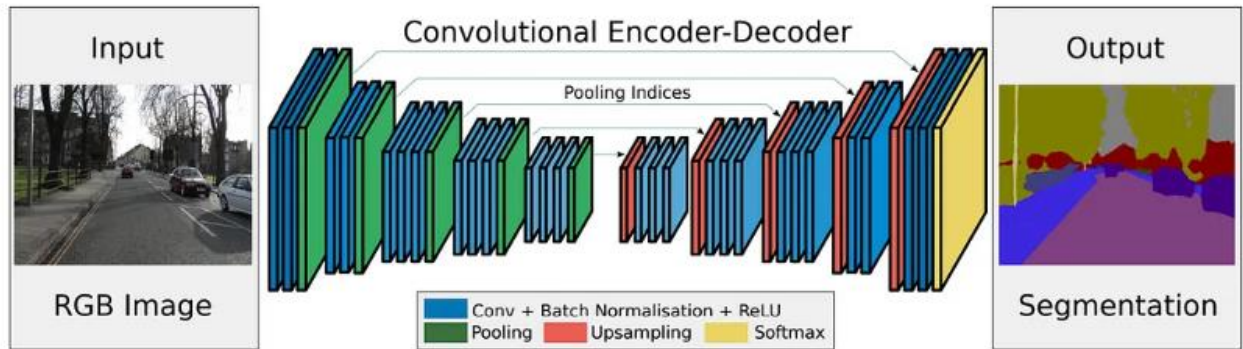 Input
RGB Image
Convolutional Encoder-Decoder
Pooling Indices
Conv + Batch Normalisation + ReLU
Pooling
Upsampling
Softmax
Output
Segmentation